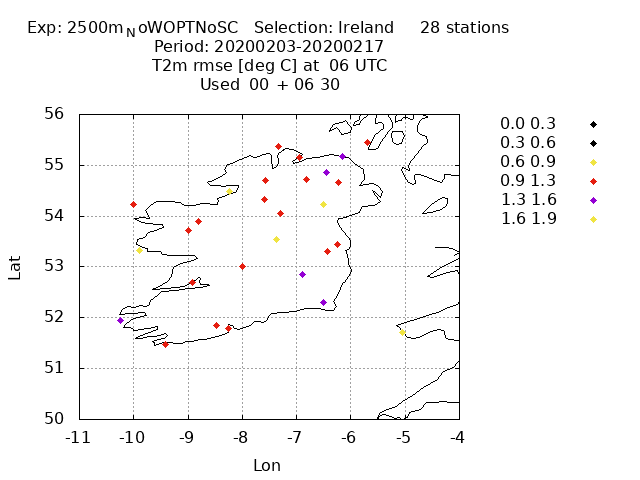 Exp: 2500m_NoWOPTNoSC Selection: Ireland 28 stations
Period: 20200203-20200217
T2m rmse [deg C] at 06 UTC
Used 00 + 06 30
56
55
54
53
52
51
50
-11 -10 -9 -8 -7 -6 -5 -4
Lat
Lon
0.0 0.3
0.3 0.6
0.6 0.9
0.9 1.3
1.3 1.6
1.6 1.9